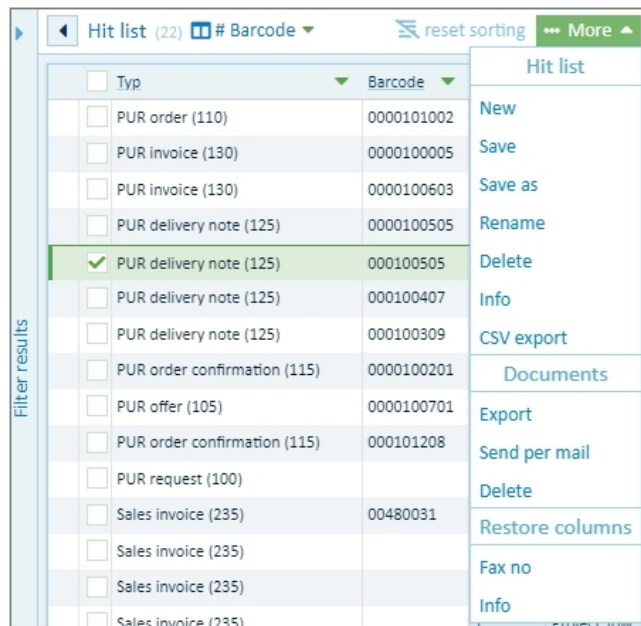 Hit list (22) # Barcode reset sorting ••• More
Filter results
Typ Barcode
PUR order (110) 0000101002
PUR invoice (130) 0000100005
PUR invoice (130) 0000100603
PUR delivery note (125) 0000100505
PUR delivery note (125) 000100505
PUR delivery note (125) 000100407
PUR delivery note (125) 000100309
PUR order confirmation (115) 0000100201
PUR offer (105) 0000100701
PUR order confirmation (115) 000101208
PUR request (100)
Sales invoice (235) 00480031
Sales invoice (235)
Sales invoice (235)
Sales invoice (235)
Hit list
New
Save
Save as
Rename
Delete
Info
CSV export
Documents
Export
Send per mail
Delete
Restore columns
Fax no
Info